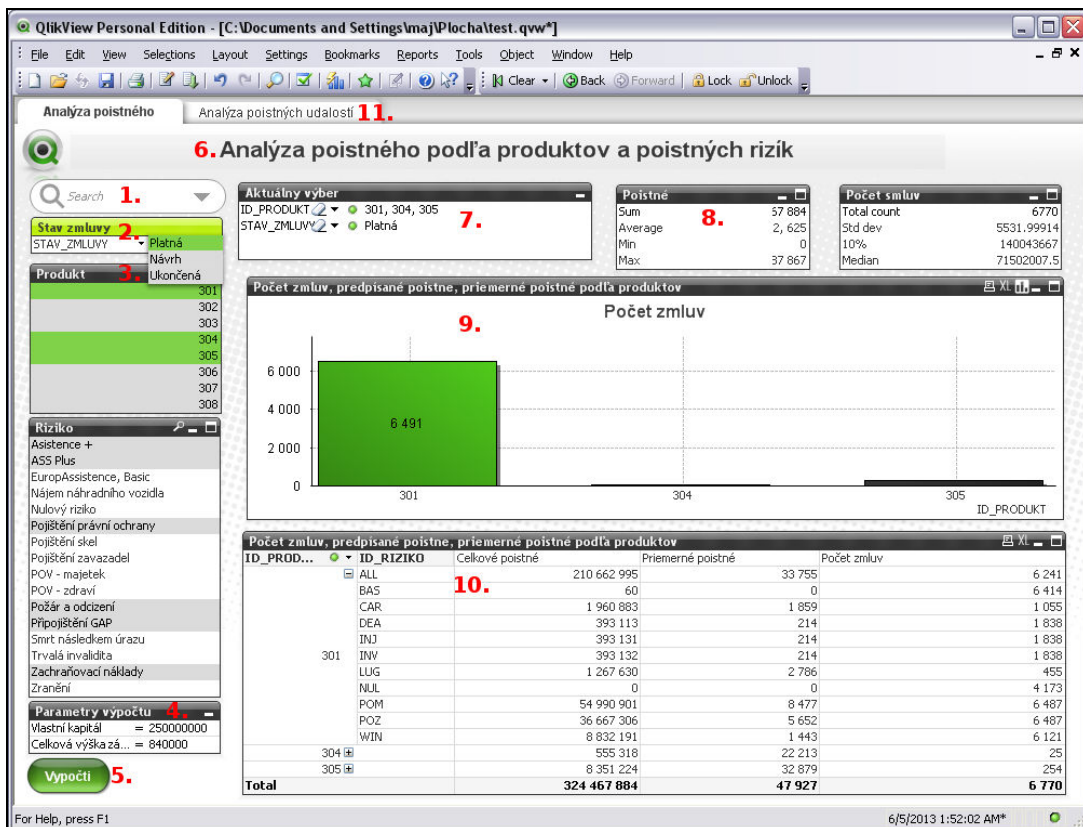 QlikView Personal Edition - [C:\Documents and Settings\maj\Plocha\test.qvw*]
File Edit View Selections Layout Settings Bookmarks Reports Tools Object Window Help
Clear Back Forward Lock Unlock
Analýza poistného Analýza poistných udalostí 11.
6. Analýza poistného podľa produktov a poistných rizík
Search 1.
Stav zmluvy 2.
STAV_ZMLUVY Platná
Návrh
Ukončená
Produkt 3.
301
302
303
304
305
306
307
308
Riziko
Asistence +
ASS Plus
EuropAssistence, Basic
Nájem náhradního vozidla
Nulový riziko
Pojištění právní ochrany
Pojištění skel
Pojištění zavazadel
POV - majetek
POV - zdraví
Požár a odcizení
Připojištění GAP
Smrt následkem úrazu
Trvalá invalidita
Zachraňovací náklady
Zranění
Parametry výpočtu 4.
Vlastní kapitál = 250000000
Celková výška zá... = 840000
Vypočti 5.
Aktuálny výber
ID_PRODUKT 301, 304, 305
STAV_ZMLUVY Platná
7.
Poistné
Sum 57 884
Average 2, 625
Min 0
Max 37 867
8.
Počet smluv
Total count 6770
Std dev 5531.99914
10% 140043667
Median 71502007.5
Počet zmluv, predpísané poistne, priemerné poistné podľa produktov XL
Počet zmluv
9.
6 000
4 000
2 000
0
6 491
301 304 305
ID_PRODUKT
Počet zmluv, predpísané poistne, priemerné poistné podľa produktov XL
ID_PROD... ID_RIZIKO Celkové poistné Priemerné poistné Počet zmluv
10.
ALL 210 662 995 33 755 6 241
BAS 60 0 6 414
CAR 1 960 883 1 859 1 055
DEA 393 113 214 1 838
INJ 393 131 214 1 838
301 INV 393 132 214 1 838
LUG 1 267 630 2 786 455
NUL 0 0 4 173
POM 54 990 901 8 477 6 487
POZ 36 667 306 5 652 6 487
WIN 8 832 191 1 443 6 121
304 555 318 22 213 25
305 8 351 224 32 879 254
Total 324 467 884 47 927 6 770
For Help, press F1 6/5/2013 1:52:02 AM*